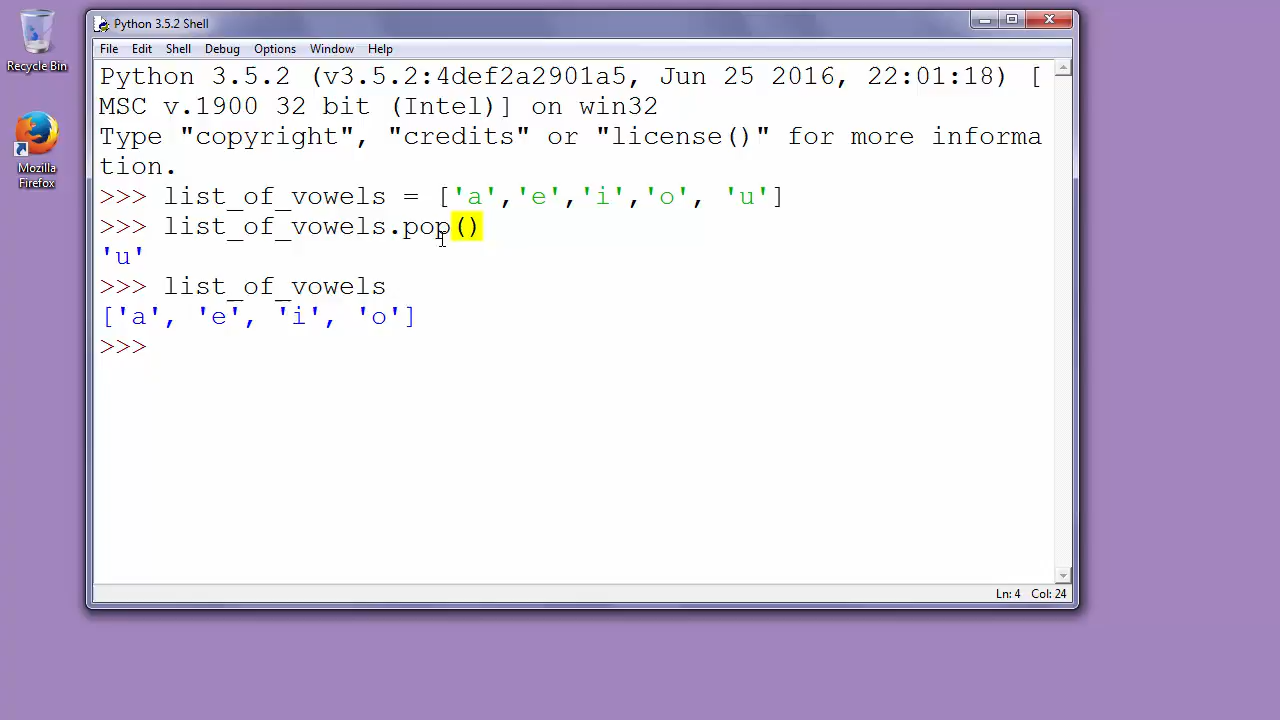 Recycle Bin
Mozilla
Firefox
Python 3.5.2 Shell
File Edit Shell Debug Options Window Help
Python 3.5.2 (v3.5.2:4def2a2901a5, Jun 25 2016, 22:01:18) [
MSC v.1900 32 bit (Intel)] on win32
Type "copyright", "credits" or "license()" for more informa
tion.
>>> list_of_vowels = ['a','e','i','o', 'u']
>>> list_of_vowels.pop()
'u'
>>> list_of_vowels
['a', 'e', 'i', 'o']
>>>
Ln: 4 Col: 24